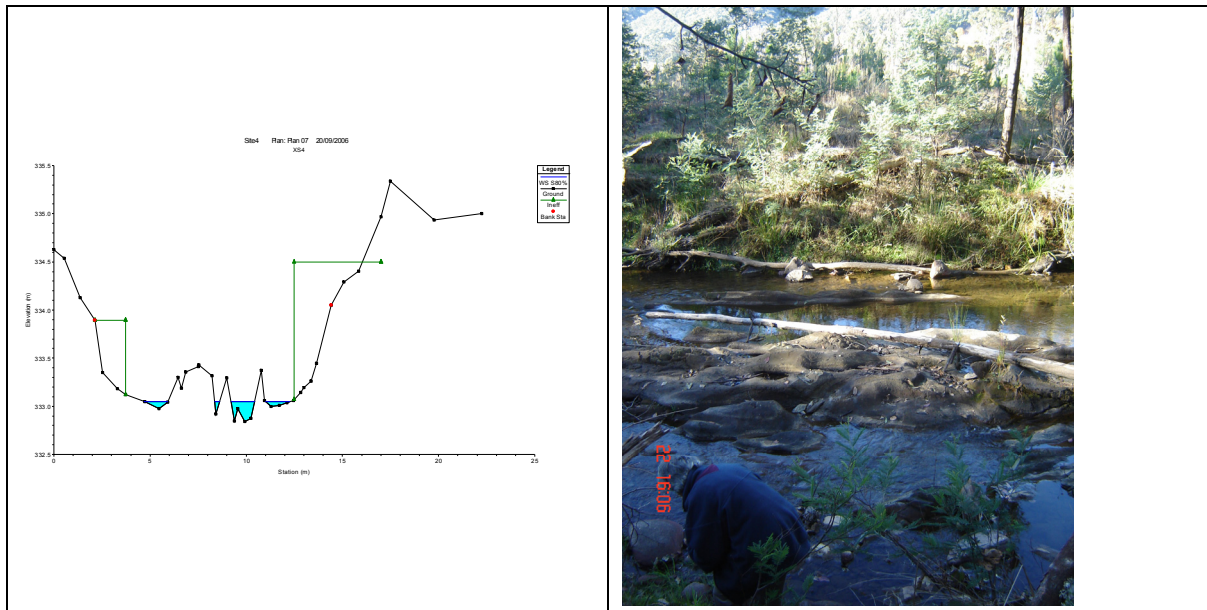 Site4 Plan: Plan 07 20/09/2006
XS4
335.5
335.0
334.5
334.0
333.5
333.0
332.5
Elevation (m)
0 5 10 15 20 25
Station (m)
Legend
WS S80%
Ground
Ineff
Bank Sta
22